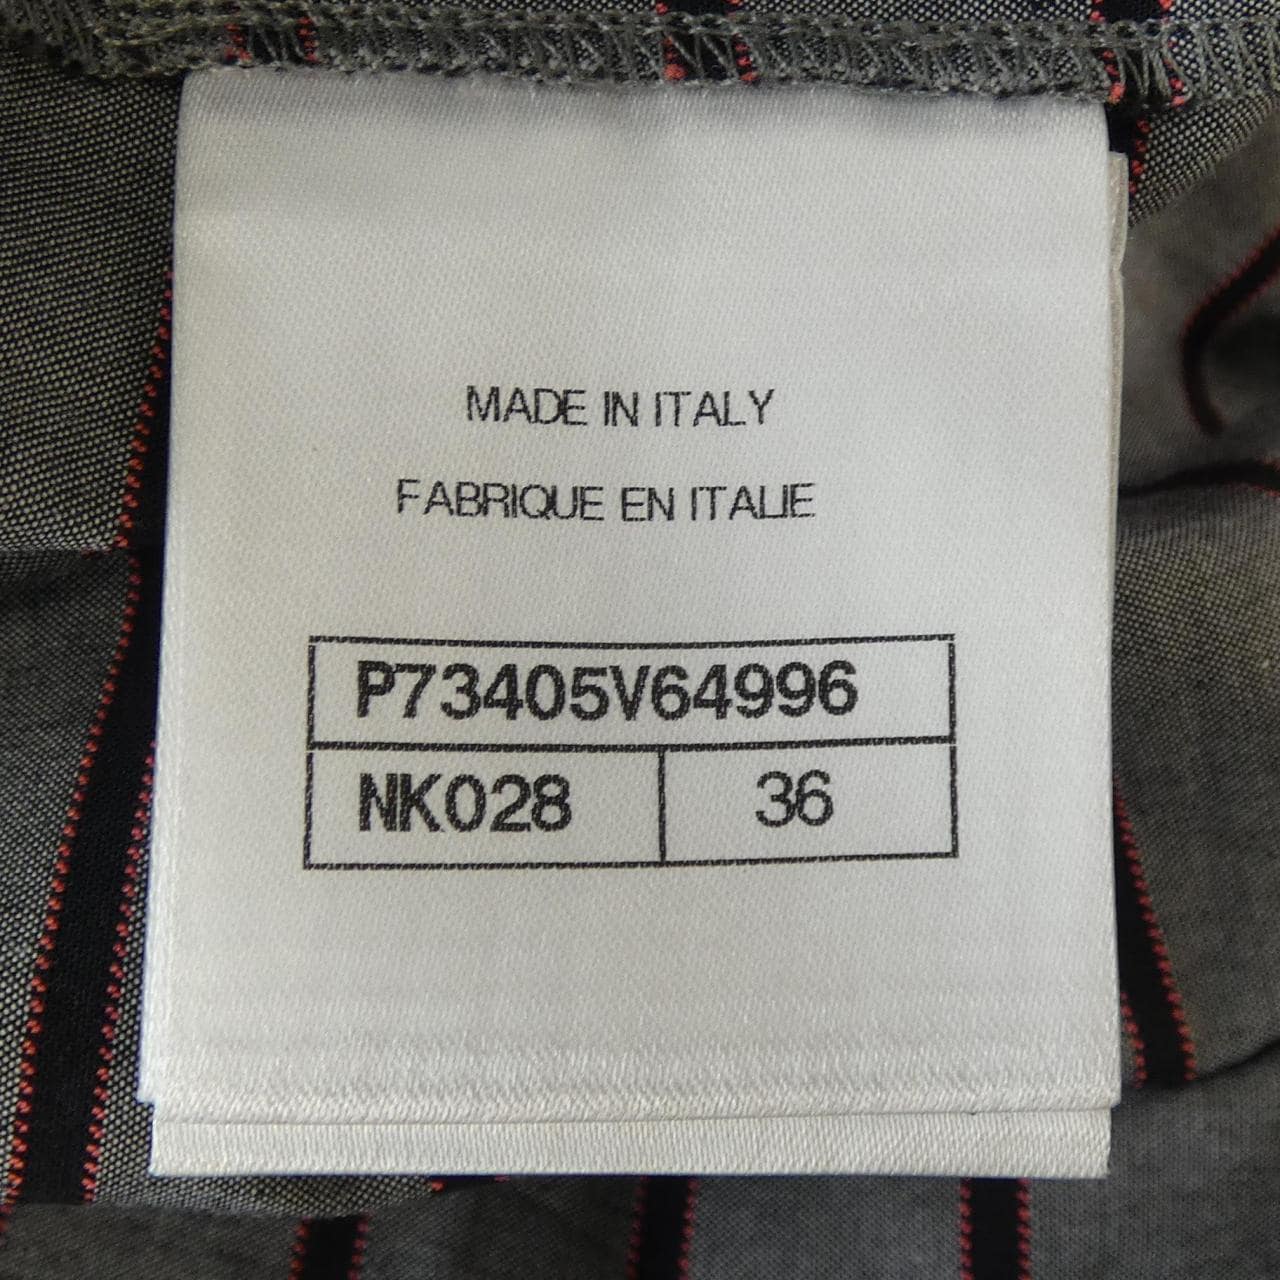 MADE IN ITALY
FABRIQUE EN ITALIE
P73405V64996
NK028 36